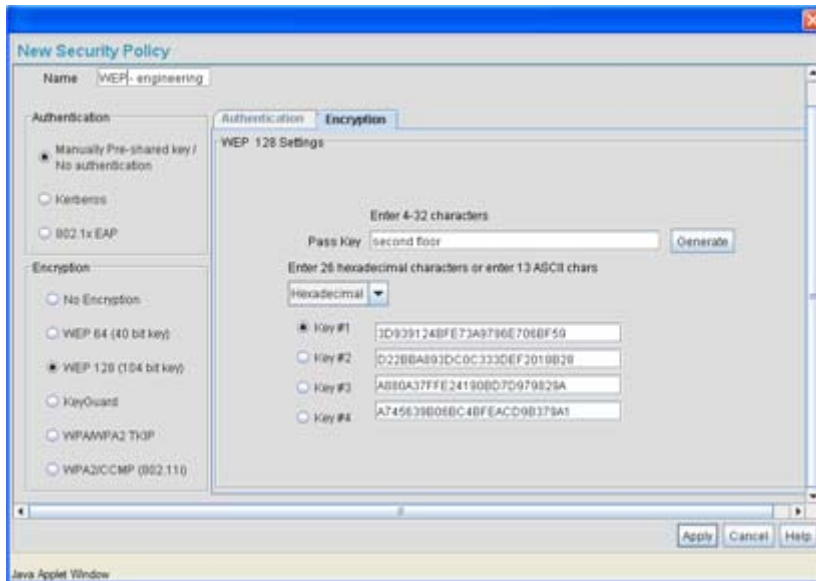 New Security Policy
Name WEP- engineering
Authentication
Manually Pre-shared key /
No authentication
Kerberos
802.1x EAP
Encryption
No Encryption
WEP 64 (40 bit key)
WEP 128 (104 bit key)
KeyGuard
WPA/WPA2 TKIP
WPA2/CCMP (802.11i)
Authentication Encryption
WEP 128 Settings
Enter 4-32 characters
Pass Key second floor Generate
Enter 26 hexadecimal characters or enter 13 ASCII chars
Hexadecimal
Key #1
Key #2
Key #3
Key #4
Apply Cancel Help
Java Applet Window